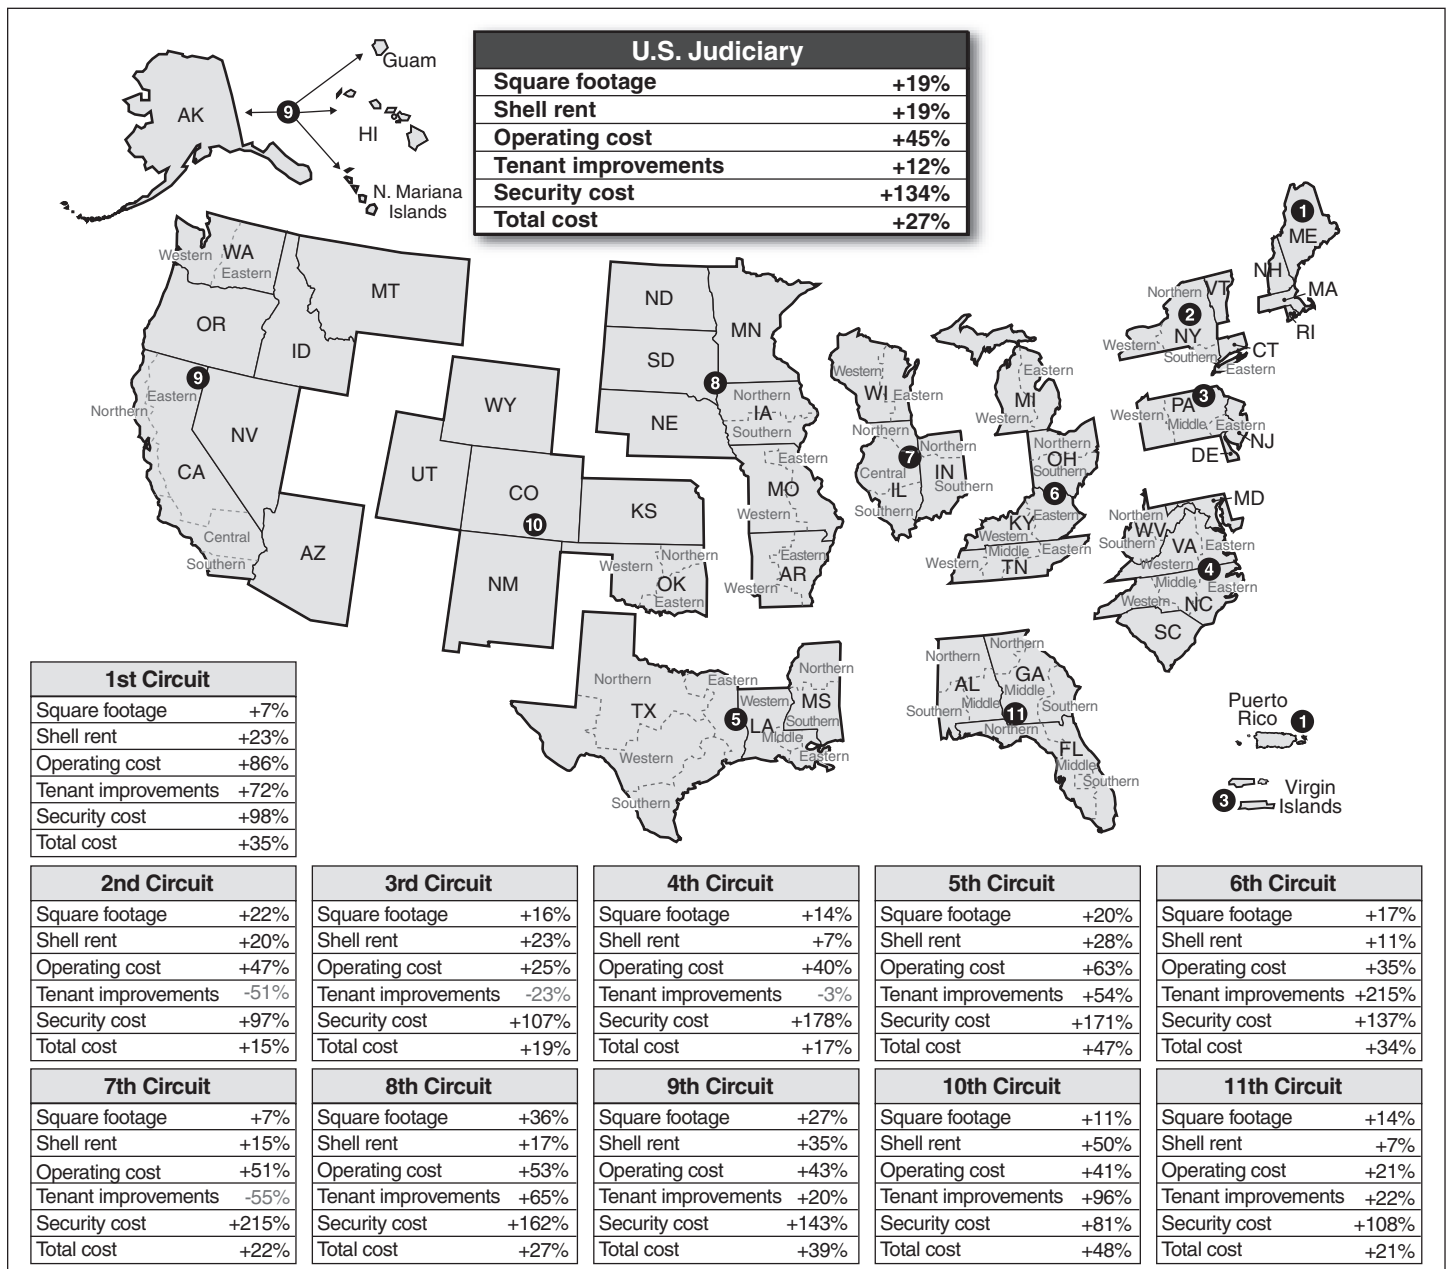 Guam
AK
9
HI
N. Mariana
Islands
U.S. Judiciary
Square footage +19%
Shell rent +19%
Operating cost +45%
Tenant improvements +12%
Security cost +134%
Total cost +27%
1
ME
NH
MA
RI
Western
WA
Eastern
MT
OR
ID
9
Eastern
Northern
NV
CA
Central
Southern
AZ
WY
UT
CO
10
KS
NM
Northern
Western
OK
Eastern
ND
MN
SD
8
Northern
IA
NE
Southern
Eastern
MO
Western
Eastern
AR
Western
Western
WI
Eastern
Northern
7
Northern
Central
IN
IL
Southern
Southern
Eastern
MI
Western
Northern
OH
Southern
6
KY
Eastern
Western
Middle
Eastern
Western
TN
Northern
VT
2
NY
Western
Southern
CT
Eastern
3
PA
Western
Middle
Eastern
NJ
DE
MD
Northern
WV
Southern
VA
Eastern
Western
4
Middle
Eastern
Western
NC
SC
Northern
Eastern
TX
5
Western
Southern
Northern
Western
MS
LA
Southern
Middle
Eastern
Northern
Northern
AL
GA
Middle
Middle
Southern
Southern
11
Northern
FL
Middle
Southern
Puerto
Rico
1
Virgin
3
Islands
1st Circuit
Square footage +7%
Shell rent +23%
Operating cost +86%
Tenant improvements +72%
Security cost +98%
Total cost +35%
2nd Circuit
Square footage +22%
Shell rent +20%
Operating cost +47%
Tenant improvements -51%
Security cost +97%
Total cost +15%
3rd Circuit
Square footage +16%
Shell rent +23%
Operating cost +25%
Tenant improvements -23%
Security cost +107%
Total cost +19%
4th Circuit
Square footage +14%
Shell rent +7%
Operating cost +40%
Tenant improvements -3%
Security cost +178%
Total cost +17%
5th Circuit
Square footage +20%
Shell rent +28%
Operating cost +63%
Tenant improvements +54%
Security cost +171%
Total cost +47%
6th Circuit
Square footage +17%
Shell rent +11%
Operating cost +35%
Tenant improvements +215%
Security cost +137%
Total cost +34%
7th Circuit
Square footage +7%
Shell rent +15%
Operating cost +51%
Tenant improvements -55%
Security cost +215%
Total cost +22%
8th Circuit
Square footage +36%
Shell rent +17%
Operating cost +53%
Tenant improvements +65%
Security cost +162%
Total cost +27%
9th Circuit
Square footage +27%
Shell rent +35%
Operating cost +43%
Tenant improvements +20%
Security cost +143%
Total cost +39%
10th Circuit
Square footage +11%
Shell rent +50%
Operating cost +41%
Tenant improvements +96%
Security cost +81%
Total cost +48%
11th Circuit
Square footage +14%
Shell rent +7%
Operating cost +21%
Tenant improvements +22%
Security cost +108%
Total cost +21%